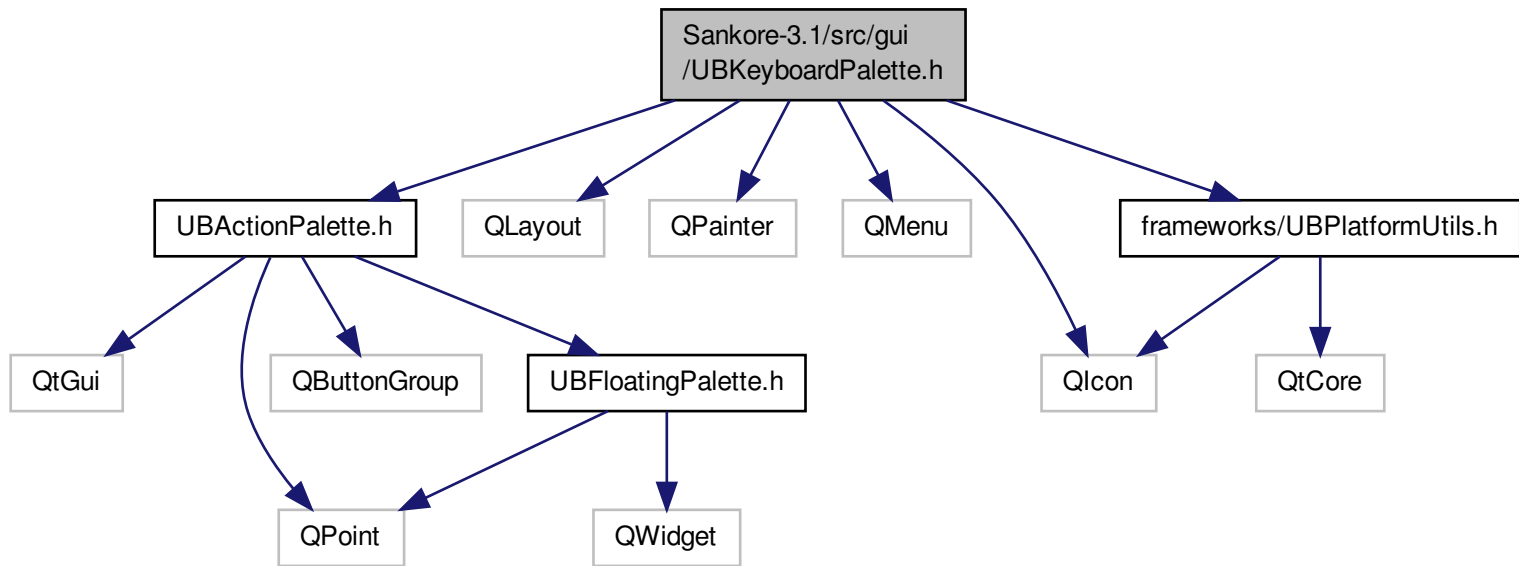 Sankore-3.1/src/gui
/UBKeyboardPalette.h
UBActionPalette.h
QLayout
QPainter
QMenu
frameworks/UBPlatformUtils.h
QtGui
QButtonGroup
UBFloatingPalette.h
QIcon
QtCore
QPoint
QWidget